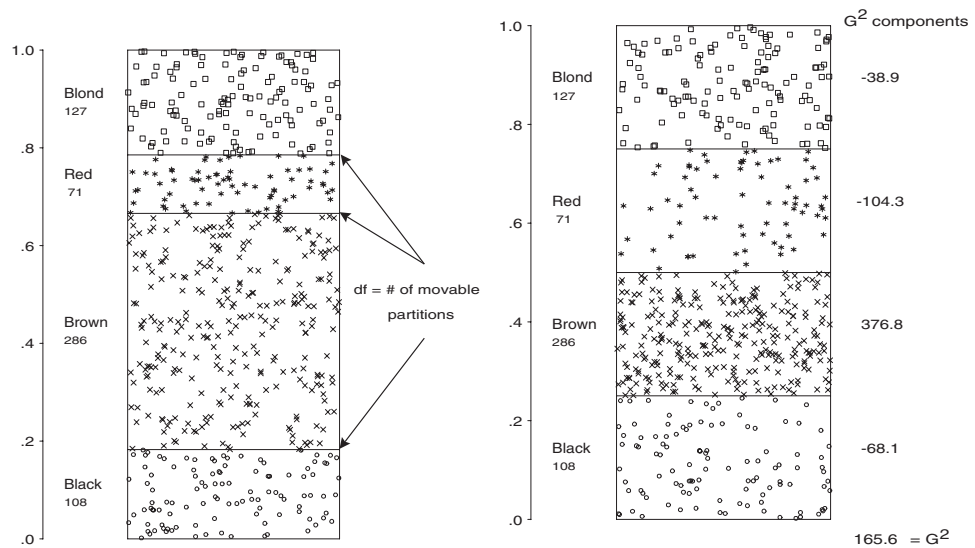 1.0
.8
.6
.4
.2
.0
Blond
127
Red
71
Brown
286
Black
108
df = # of movable
partitions
1.0
.8
.6
.4
.2
.0
Blond
127
Red
71
Brown
286
Black
108
G² components
-38.9
-104.3
376.8
-68.1
165.6 = G²